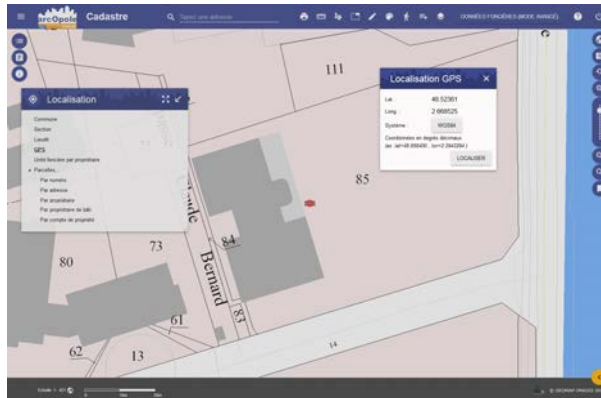 arcOpole
Cadastre
Tapez une adresse
DONNÉES FONCIÈRES (MODE AVANCÉ)
Localisation
Commune
Section
Lieudit
GPS
Unité foncière par propriétaire
Parcelles...
Par numéro
Par adresse
Par propriétaire
Par propriétaire de bâti
Par compte de propriété
Localisation GPS
Lat :
48.52361
Long :
2.668525
Système :
WGS84
Coordonnées en degrés décimaux
LOCALISER
111
85
Claude
Bernard
84
73
80
83
61
62
13
14